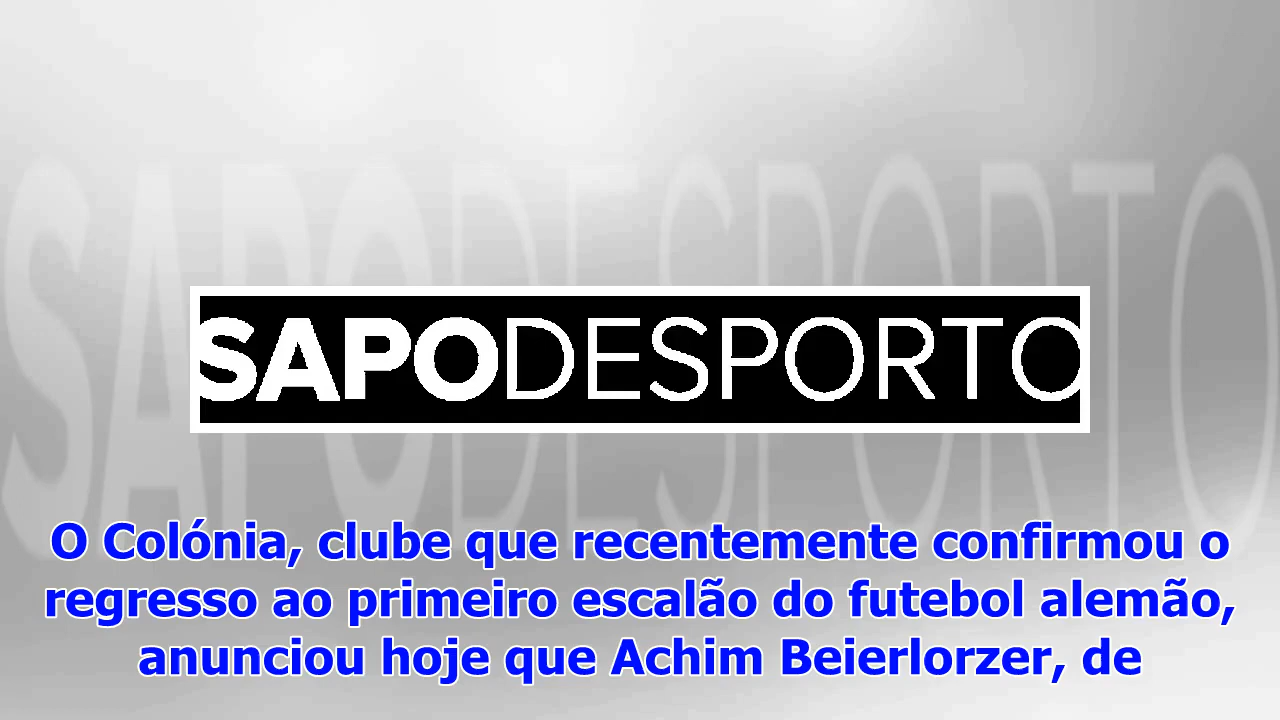 SAPODESPORTO
SAPODESPORTO
O Colónia, clube que recentemente confirmou o
regresso ao primeiro escalão do futebol alemão,
anunciou hoje que Achim Beierlorzer, de